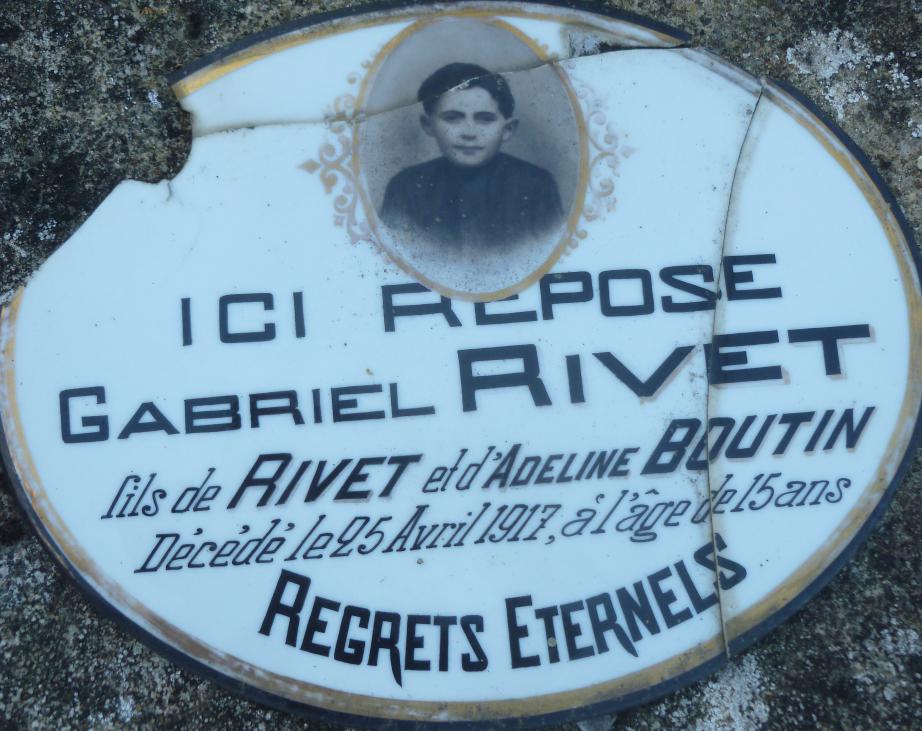 ICI REPOSE
GABRIEL RIVET
fils de RIVET et d'ADELINE BOUTIN
Décédé le 25 Avril 1917, à l'âge de 15 ans
REGRETS ETERNELS